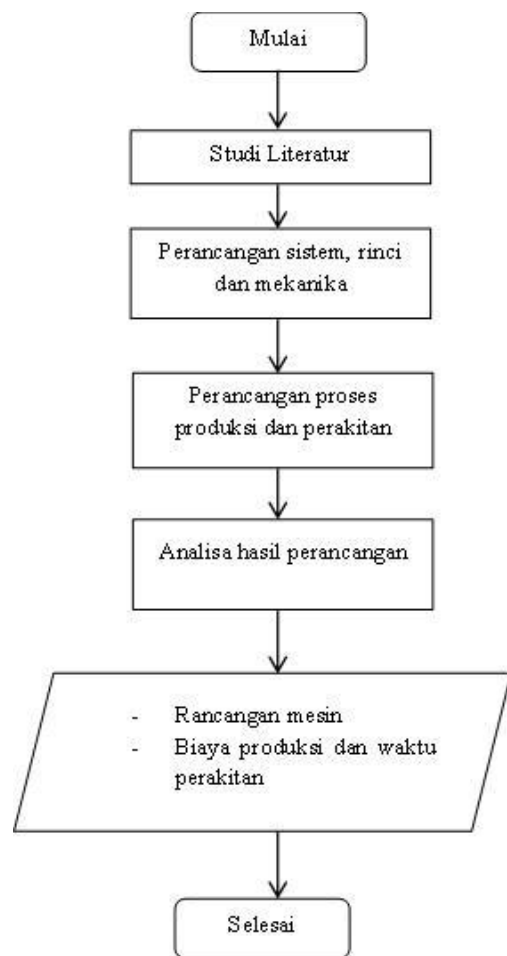 Mulai
Studi Literatur
Perancangan sistem, rinci
dan mekanika
Perancangan proses
produksi dan perakitan
Analisa hasil perancangan
- Rancangan mesin
- Biaya produksi dan waktu
perakitan
Selesai